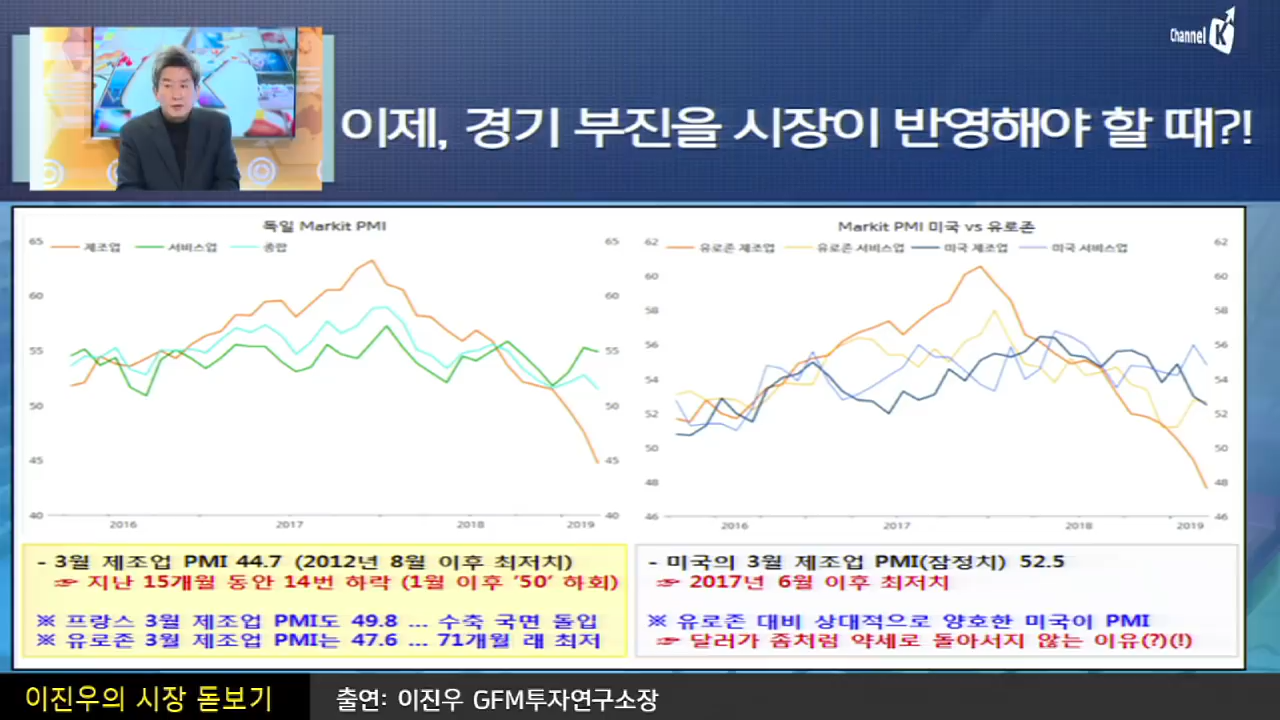 Channel K
이제, 경기 부진을 시장이 반영해야 할 때?!
독일 Markit PMI
제조업 서비스업 종합
65 65
60 60
55 55
50 50
45 45
40 40
2016 2017 2018 2019
Markit PMI 미국 vs 유로존
유로존 제조업 유로존 서비스업 미국 제조업 미국 서비스업
62 62
60 60
58 58
56 56
54 54
52 52
50 50
48 48
46 46
2016 2017 2018 2019
- 3월 제조업 PMI 44.7 (2012년 8월 이후 최저치)
☞ 지난 15개월 동안 14번 하락 (1월 이후 '50' 하회)
※ 프랑스 3월 제조업 PMI도 49.8 ... 수축 국면 돌입
※ 유로존 3월 제조업 PMI는 47.6 ... 71개월 래 최저
- 미국의 3월 제조업 PMI(잠정치) 52.5
☞ 2017년 6월 이후 최저치
※ 유로존 대비 상대적으로 양호한 미국이 PMI
☞ 달러가 좀처럼 약세로 돌아서지 않는 이유(?)(!)
이진우의 시장 돋보기
출연: 이진우 GFM투자연구소장